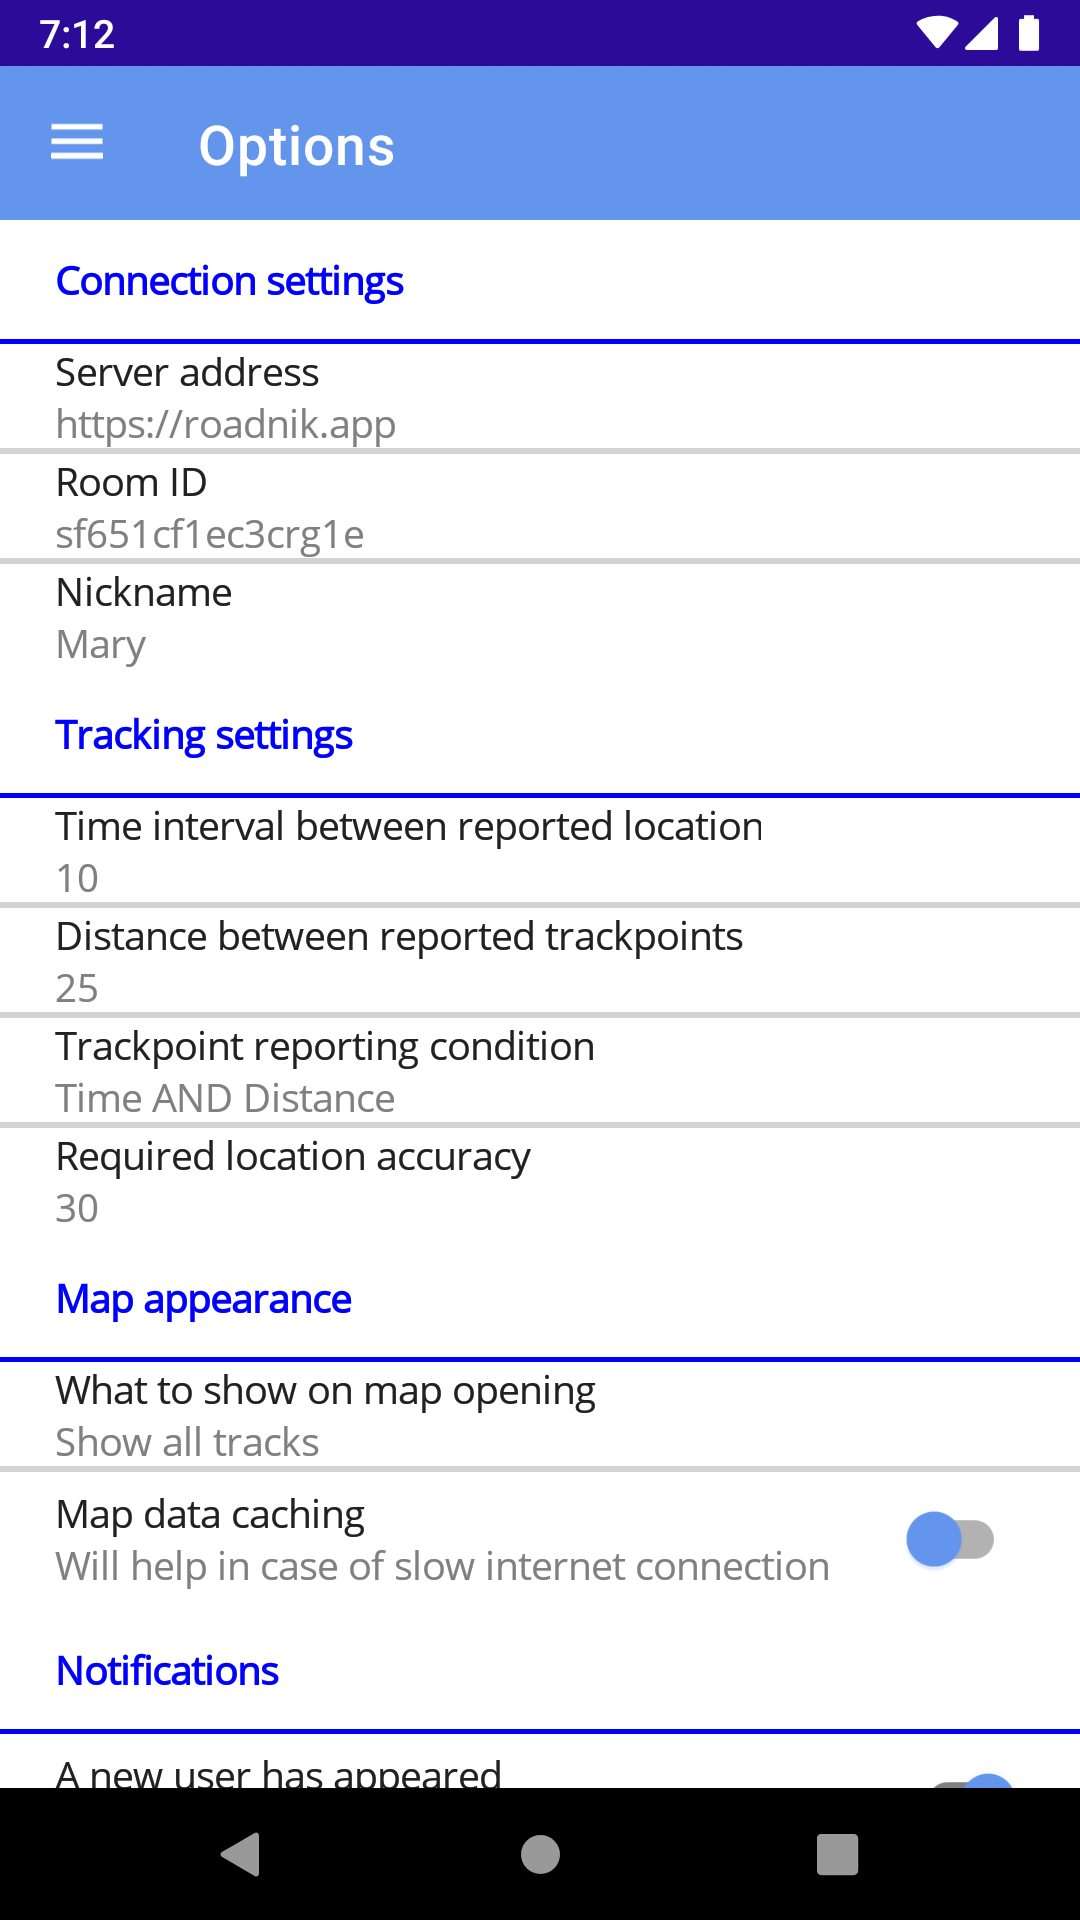 7:12
Options
Connection settings
Server address
https://roadnik.app
Room ID
sf651cf1ec3crg1e
Nickname
Mary
Tracking settings
Time interval between reported location
10
Distance between reported trackpoints
25
Trackpoint reporting condition
Time AND Distance
Required location accuracy
30
Map appearance
What to show on map opening
Show all tracks
Map data caching
Will help in case of slow internet connection
Notifications
A new user has appeared